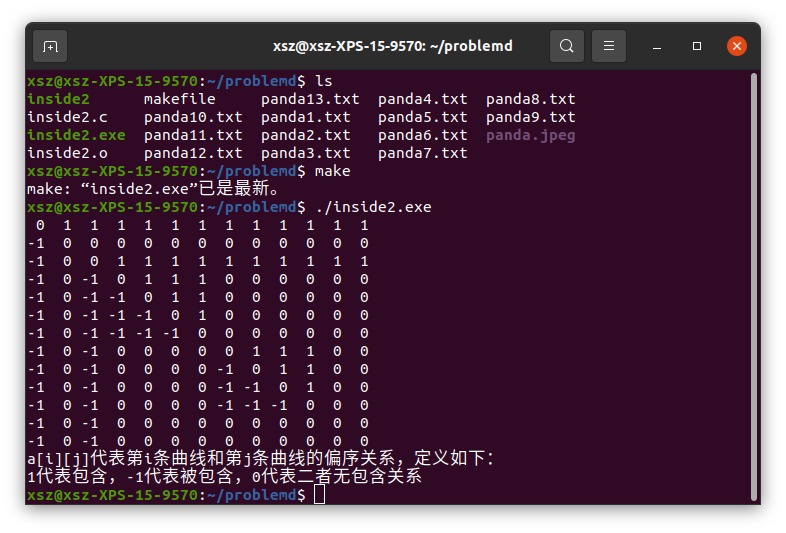 xsz@xsz-XPS-15-9570: ~/problemd
xsz@xsz-XPS-15-9570:~/problemd$ ls
inside2      makefile     panda13.txt  panda4.txt  panda8.txt
inside2.c    panda10.txt  panda1.txt   panda5.txt  panda9.txt
inside2.exe  panda11.txt  panda2.txt   panda6.txt  panda.jpeg
inside2.o    panda12.txt  panda3.txt   panda7.txt
xsz@xsz-XPS-15-9570:~/problemd$ make
make: “inside2.exe”已是最新。
xsz@xsz-XPS-15-9570:~/problemd$ ./inside2.exe
 0  1  1  1  1  1  1  1  1  1  1  1  1
-1  0  0  0  0  0  0  0  0  0  0  0  0
-1  0  0  1  1  1  1  1  1  1  1  1  1
-1  0 -1  0  1  1  1  0  0  0  0  0  0
-1  0 -1 -1  0  1  1  0  0  0  0  0  0
-1  0 -1 -1 -1  0  1  0  0  0  0  0  0
-1  0 -1 -1 -1 -1  0  0  0  0  0  0  0
-1  0 -1  0  0  0  0  0  1  1  1  0  0
-1  0 -1  0  0  0  0 -1  0  1  1  0  0
-1  0 -1  0  0  0  0 -1 -1  0  1  0  0
-1  0 -1  0  0  0  0 -1 -1 -1  0  0  0
-1  0 -1  0  0  0  0  0  0  0  0  0  0
-1  0 -1  0  0  0  0  0  0  0  0  0  0
a[i][j]代表第i条曲线和第j条曲线的偏序关系，定义如下：
1代表包含，-1代表被包含，0代表二者无包含关系
xsz@xsz-XPS-15-9570:~/problemd$